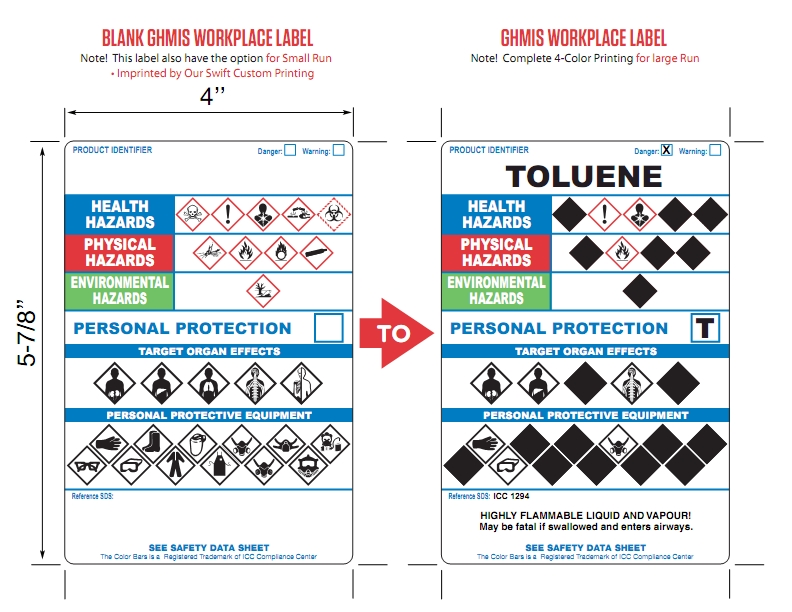 BLANK GHMIS WORKPLACE LABEL
Note! This label also have the option for Small Run
• Imprinted by Our Swift Custom Printing
4”
5-7/8”
PRODUCT IDENTIFIER Danger: Warning:
HEALTH
HAZARDS
PHYSICAL
HAZARDS
ENVIRONMENTAL
HAZARDS
PERSONAL PROTECTION
TARGET ORGAN EFFECTS
PERSONAL PROTECTIVE EQUIPMENT
Reference SDS:
SEE SAFETY DATA SHEET
The Color Bars is a Registered Trademark of ICC Compliance Center
TO
GHMIS WORKPLACE LABEL
Note! Complete 4-Color Printing for large Run
PRODUCT IDENTIFIER Danger: X Warning:
TOLUENE
HEALTH
HAZARDS
PHYSICAL
HAZARDS
ENVIRONMENTAL
HAZARDS
PERSONAL PROTECTION T
TARGET ORGAN EFFECTS
PERSONAL PROTECTIVE EQUIPMENT
Reference SDS: ICC 1294
HIGHLY FLAMMABLE LIQUID AND VAPOUR!
May be fatal if swallowed and enters airways.
SEE SAFETY DATA SHEET
The Color Bars is a Registered Trademark of ICC Compliance Center